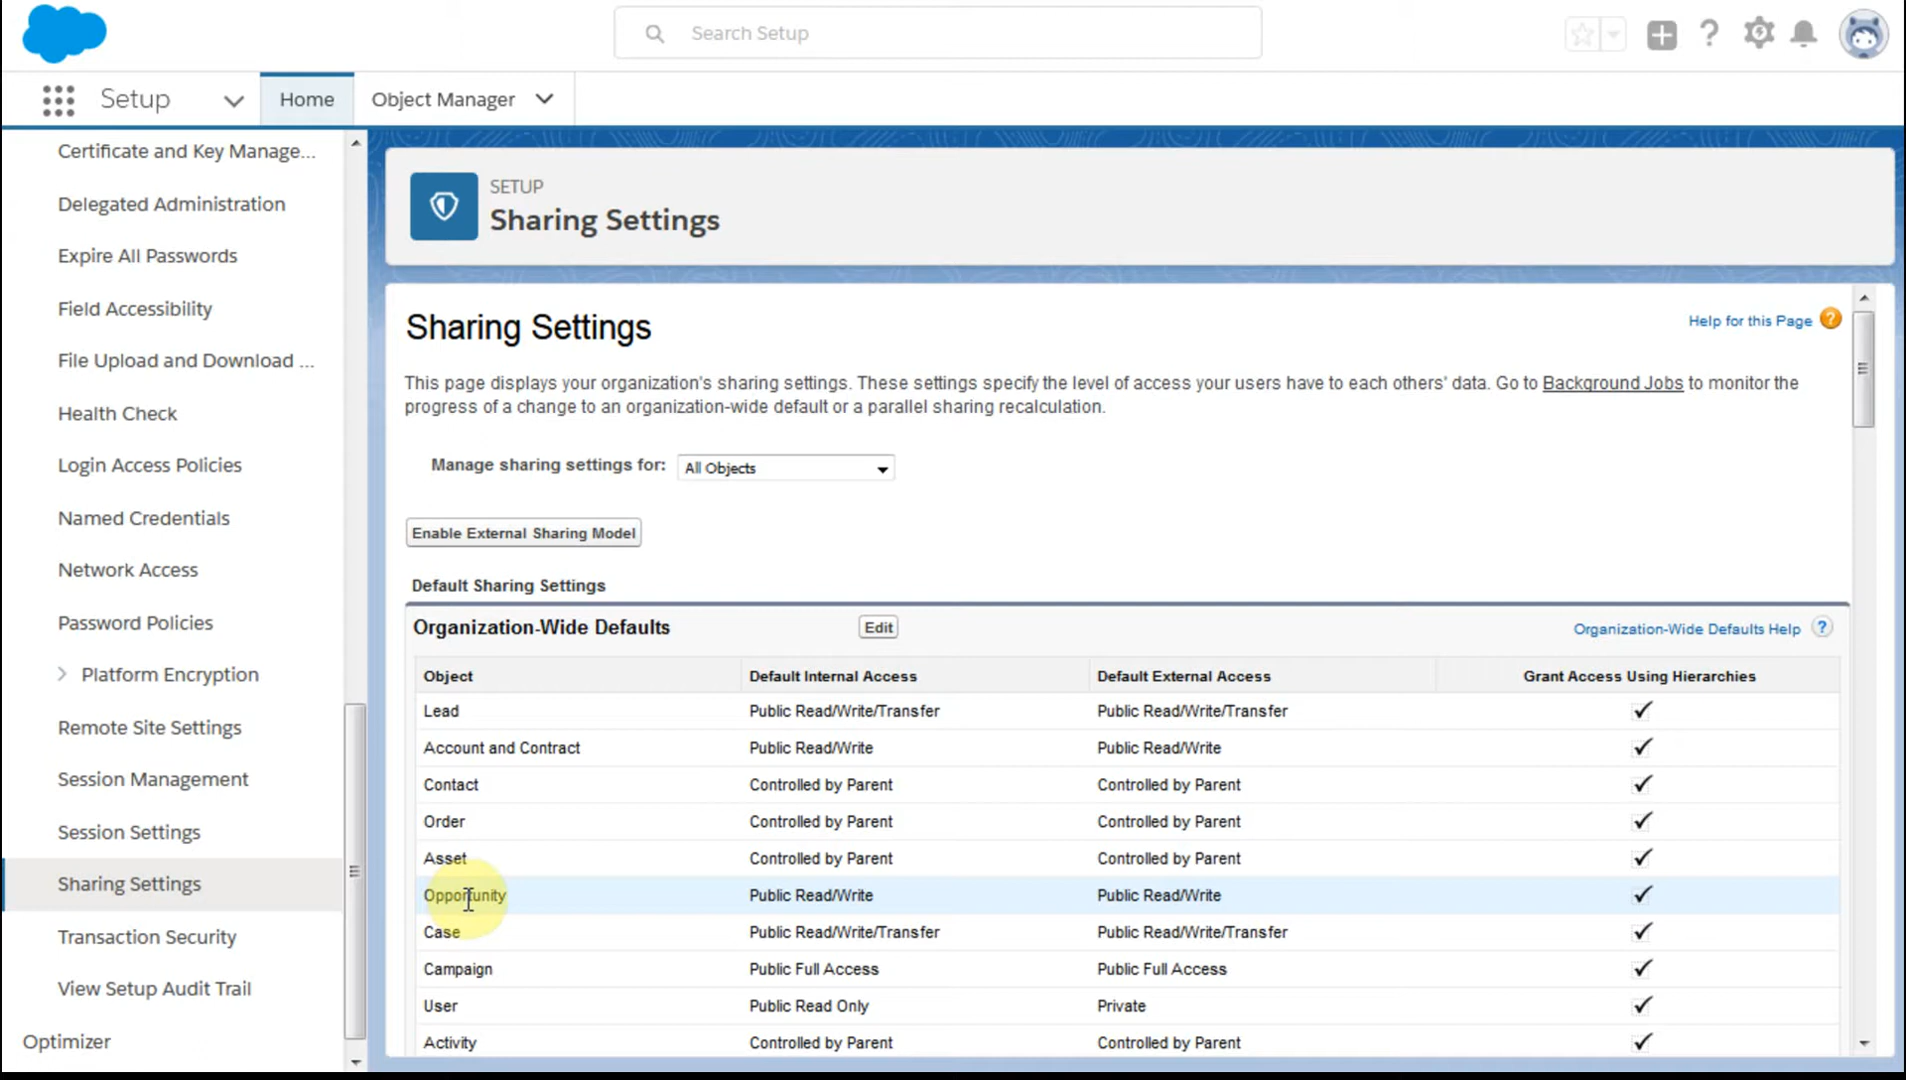 Search Setup
Setup
Home
Object Manager
Certificate and Key Manage...
Delegated Administration
Expire All Passwords
Field Accessibility
File Upload and Download ...
Health Check
Login Access Policies
Named Credentials
Network Access
Password Policies
Platform Encryption
Remote Site Settings
Session Management
Session Settings
Sharing Settings
Transaction Security
View Setup Audit Trail
Optimizer
SETUP
Sharing Settings
Sharing Settings
Help for this Page ?
This page displays your organization's sharing settings. These settings specify the level of access your users have to each others' data. Go to Background Jobs to monitor the
progress of a change to an organization-wide default or a parallel sharing recalculation.
Manage sharing settings for: All Objects
Enable External Sharing Model
Default Sharing Settings
Organization-Wide Defaults Edit Organization-Wide Defaults Help ?
Object Default Internal Access Default External Access Grant Access Using Hierarchies
Lead Public Read/Write/Transfer Public Read/Write/Transfer
Account and Contract Public Read/Write Public Read/Write
Contact Controlled by Parent Controlled by Parent
Order Controlled by Parent Controlled by Parent
Asset Controlled by Parent Controlled by Parent
Opportunity Public Read/Write Public Read/Write
Case Public Read/Write/Transfer Public Read/Write/Transfer
Campaign Public Full Access Public Full Access
User Public Read Only Private
Activity Controlled by Parent Controlled by Parent